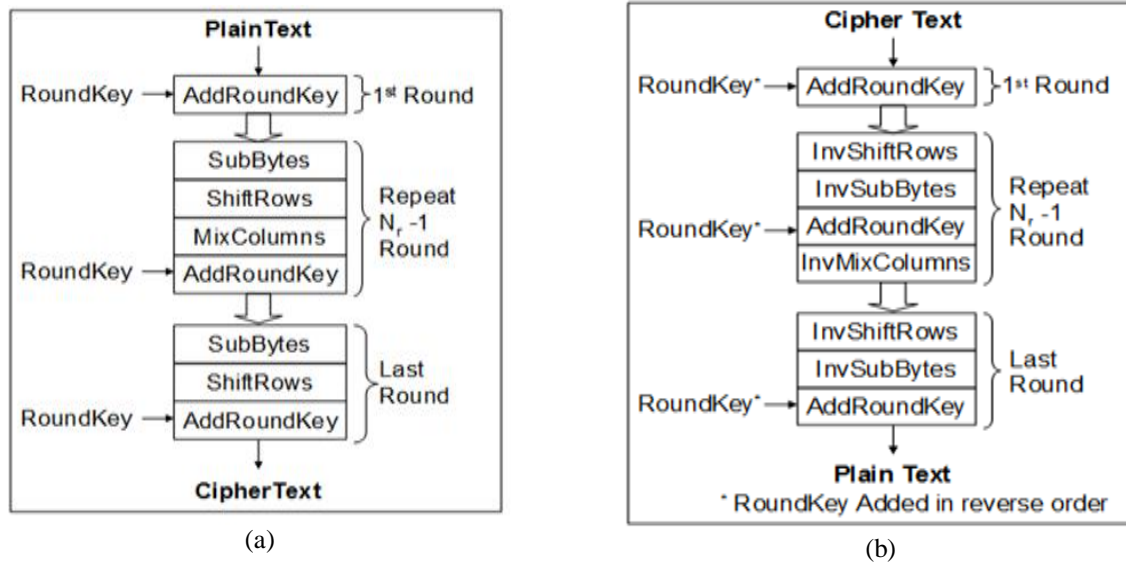 PlainText
RoundKey
AddRoundKey
1st Round
SubBytes
ShiftRows
MixColumns
RoundKey
AddRoundKey
Repeat
Nr -1
Round
SubBytes
ShiftRows
RoundKey
AddRoundKey
Last
Round
CipherText
(a)
Cipher Text
RoundKey*
AddRoundKey
1st Round
InvShiftRows
InvSubBytes
RoundKey*
AddRoundKey
InvMixColumns
Repeat
Nr -1
Round
InvShiftRows
InvSubBytes
RoundKey*
AddRoundKey
Last
Round
Plain Text
* RoundKey Added in reverse order
(b)